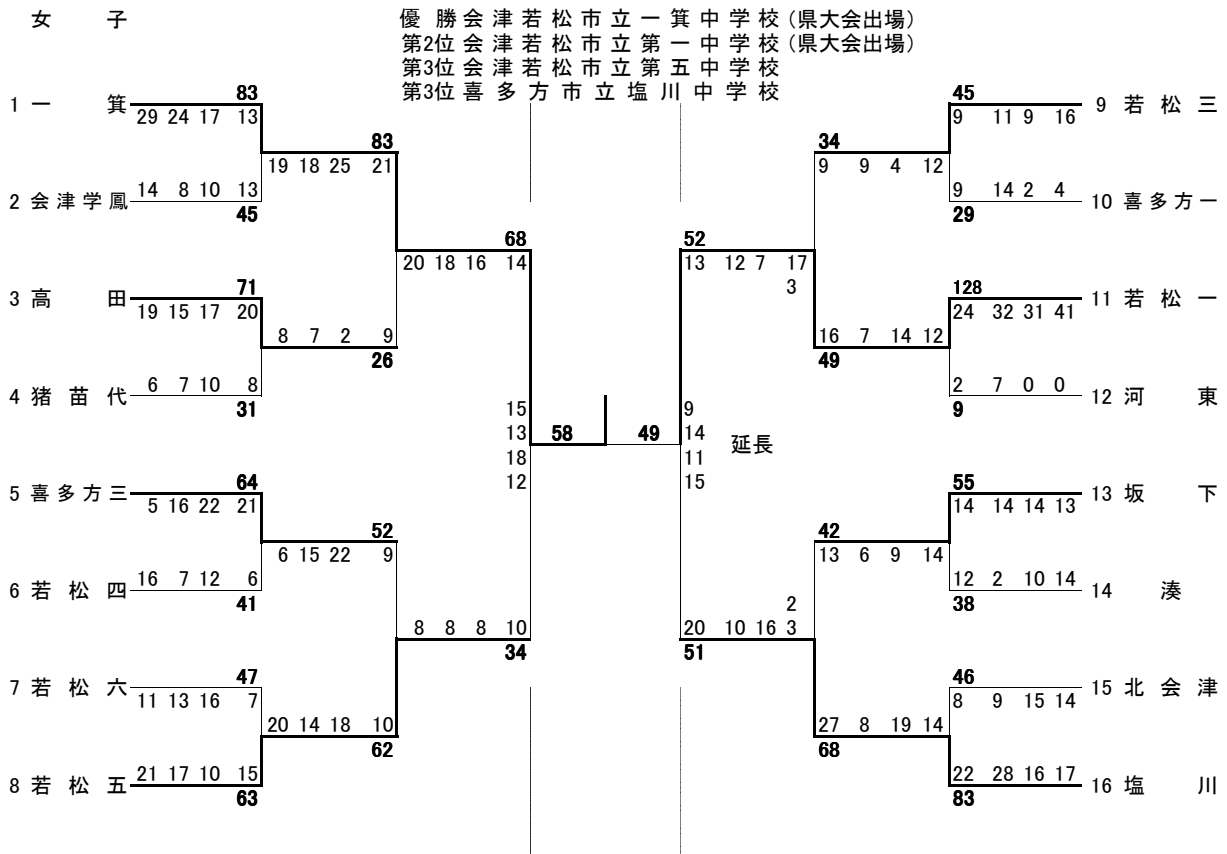 女 子
優勝 会津若松市立一箕中学校(県大会出場)
第2位 会津若松市立第一中学校(県大会出場)
第3位 会津若松市立第五中学校
第3位 喜多方市立塩川中学校
83 45
1 一箕 9 若松三
29 24 17 13 9 11 9 16
83 34
19 18 25 21 9 9 4 12
14 8 10 13 9 14 2 4
2 会津学鳳 10 喜多方一
45 29
68 52
20 18 16 14 13 12 7 17
3
71 128
3 高田 11 若松一
19 15 17 20 24 32 31 41
8 7 2 9 16 7 14 12
26 49
6 7 10 8 2 7 0 0
4 猪苗代 12 河東
31 9
15 9
13 58 49 14 延長
18 11
12 15
64 55
5 喜多方三 13 坂下
5 16 22 21 14 14 14 13
52 42
6 15 22 9 13 6 9 14
16 7 12 6 12 2 10 14
6 若松四 14 湊
41 38
2
8 8 8 10 20 10 16 3
34 51
47 46
7 若松六 15 北会津
11 13 16 7 8 9 15 14
20 14 18 10 27 8 19 14
62 68
21 17 10 15 22 28 16 17
8 若松五 16 塩川
63 83